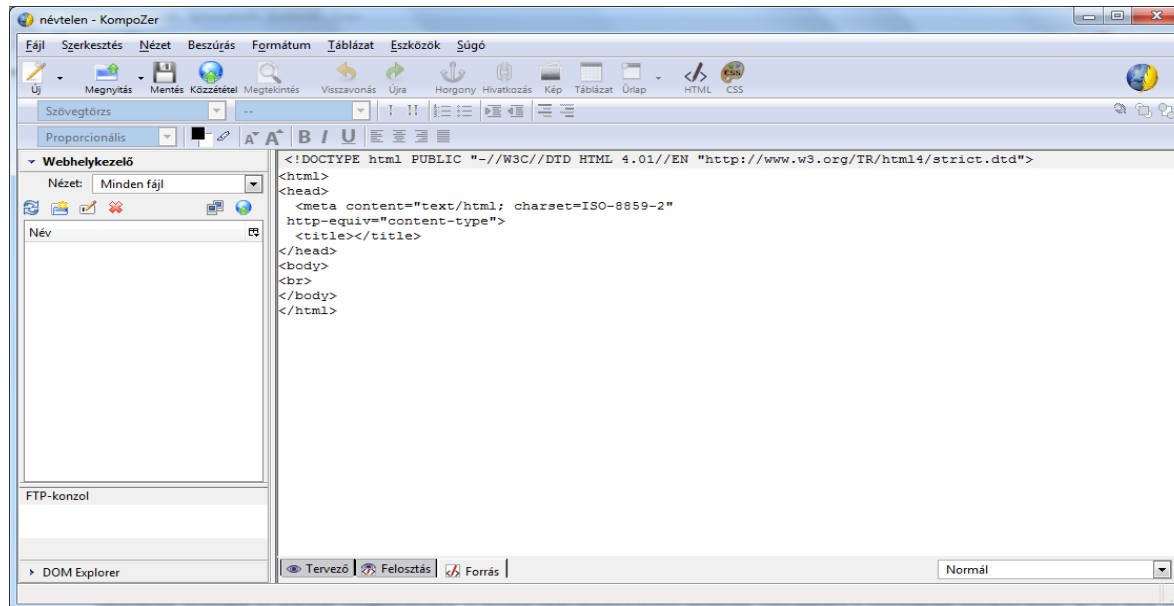 névtelen - KompoZer
Fájl Szerkesztés Nézet Beszúrás Formátum Táblázat Eszközök Súgó
Új Megnyitás Mentés Közzététel Megtekintés Visszavonás Újra Horgony Hivatkozás Kép Táblázat Űrlap HTML CSS
Szövegtörzs --
Proporcionális A A B I U
Webhelykezelő
Nézet: Minden fájl
Név
FTP-konzol
DOM Explorer
<!DOCTYPE html PUBLIC "-//W3C//DTD HTML 4.01//EN "http://www.w3.org/TR/html4/strict.dtd">
<html>
<head>
<meta content="text/html; charset=ISO-8859-2"
http-equiv="content-type">
<title></title>
</head>
<body>
<br>
</body>
</html>
Tervező Felosztás Forrás
Normál